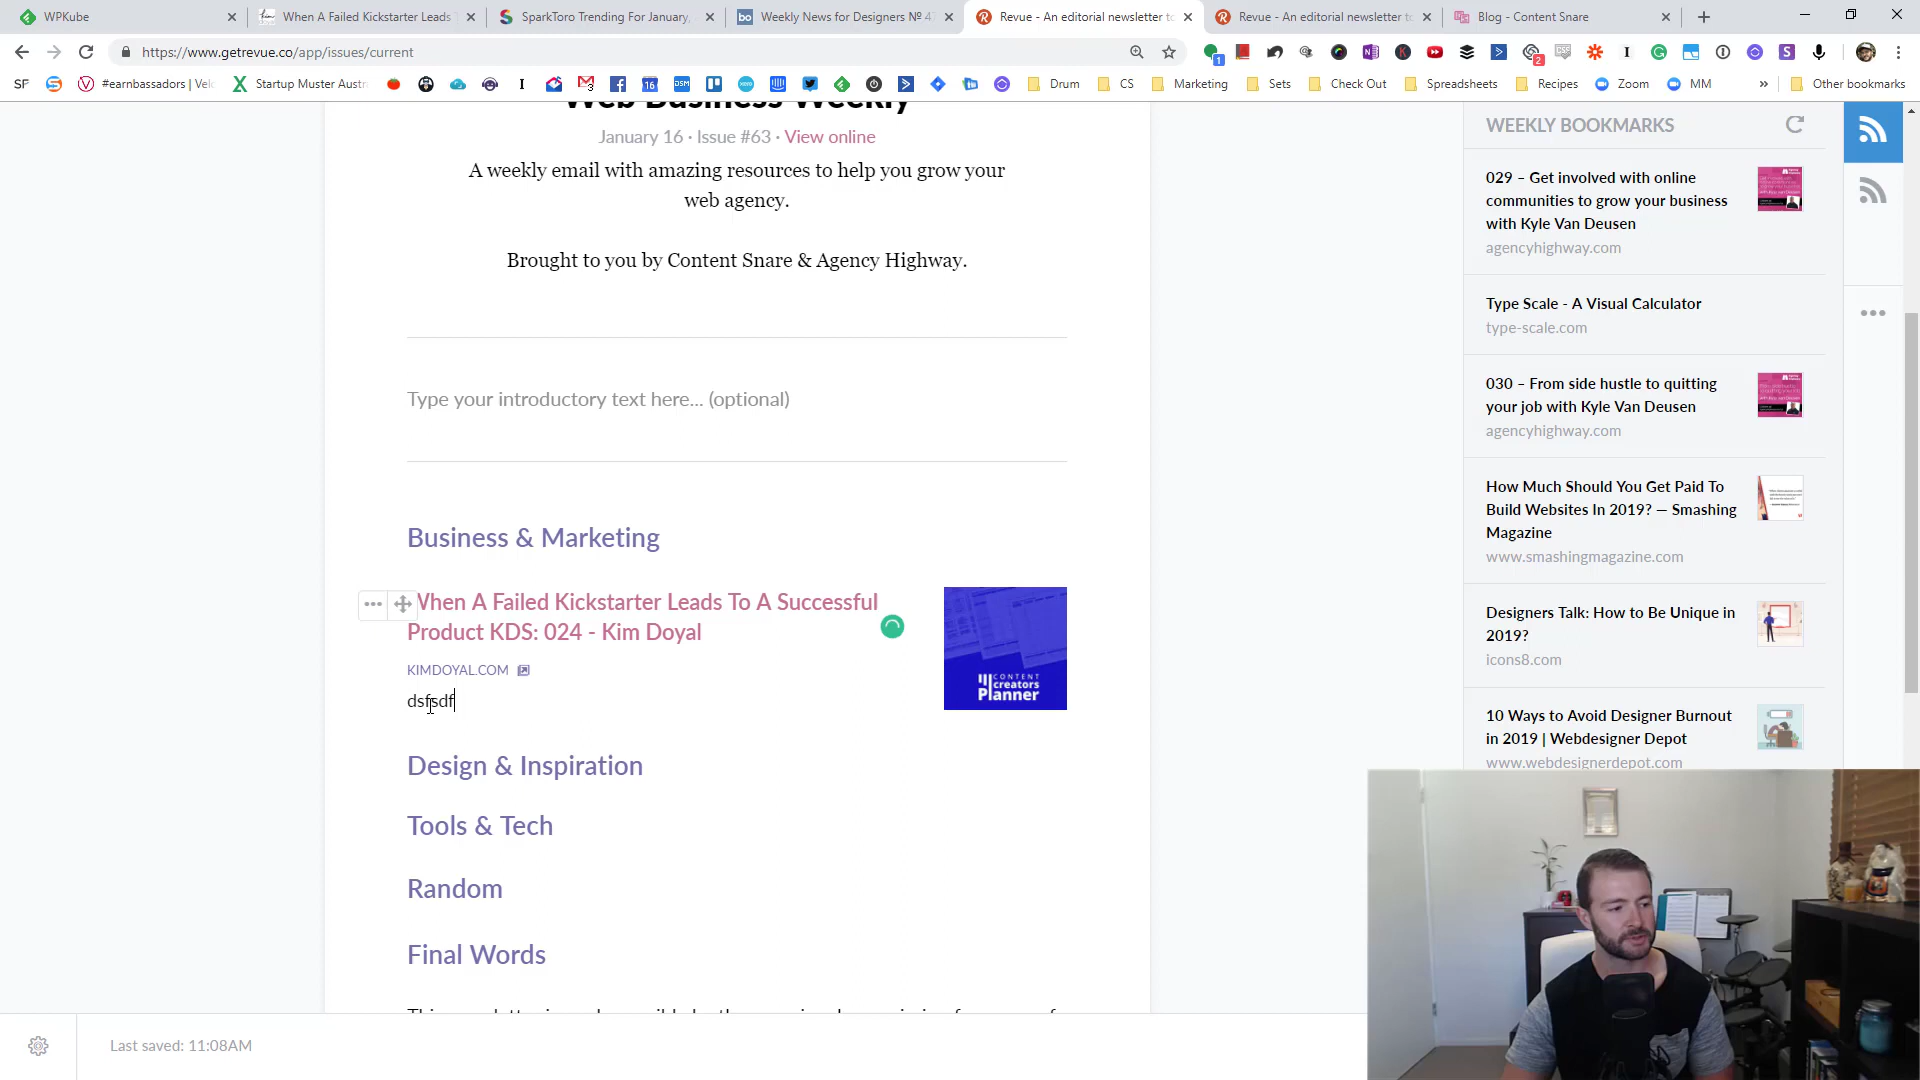 WPKube
When A Failed Kickstarter Leads
SparkToro Trending For January,
Weekly News for Designers № 4
Revue - An editorial newsletter to
Revue - An editorial newsletter to
Blog - Content Snare
https://www.getrevue.co/app/issues/current
SF
#earnbassadors | Vel
Startup Muster Austr
Drum
CS
Marketing
Sets
Check Out
Spreadsheets
Recipes
Zoom
MM
Other bookmarks
Web Business Weekly
January 16 · Issue #63 · View online
A weekly email with amazing resources to help you grow your
web agency.
Brought to you by Content Snare & Agency Highway.
Type your introductory text here... (optional)
Business & Marketing
When A Failed Kickstarter Leads To A Successful
Product KDS: 024 - Kim Doyal
KIMDOYAL.COM
dsfsdf
CONTENT
creators
Planner
Design & Inspiration
Tools & Tech
Random
Final Words
Last saved: 11:08AM
WEEKLY BOOKMARKS
029 – Get involved with online
communities to grow your business
with Kyle Van Deusen
agencyhighway.com
Type Scale - A Visual Calculator
type-scale.com
030 – From side hustle to quitting
your job with Kyle Van Deusen
agencyhighway.com
How Much Should You Get Paid To
Build Websites In 2019? — Smashing
Magazine
www.smashingmagazine.com
Designers Talk: How to Be Unique in
2019?
icons8.com
10 Ways to Avoid Designer Burnout
in 2019 | Webdesigner Depot
www.webdesignerdepot.com